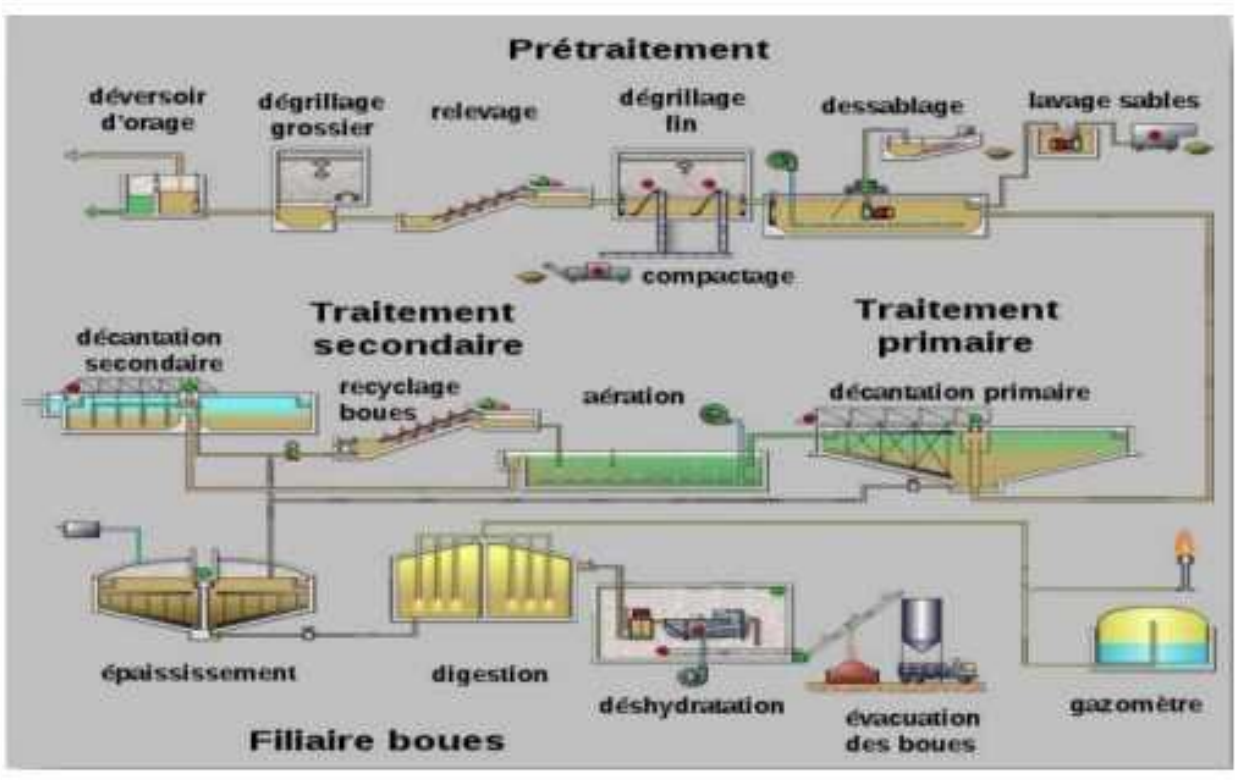 Prétraitement
déversoir
d'orage
dégrillage
grossier
relevage
dégrillage
fin
dessablage
lavage sables
compactage
Traitement
secondaire
Traitement
primaire
décantation
secondaire
recyclage
boues
aération
décantation primaire
épaississement
digestion
déshydratation
évacuation
des boues
gazomètre
Filiaire boues